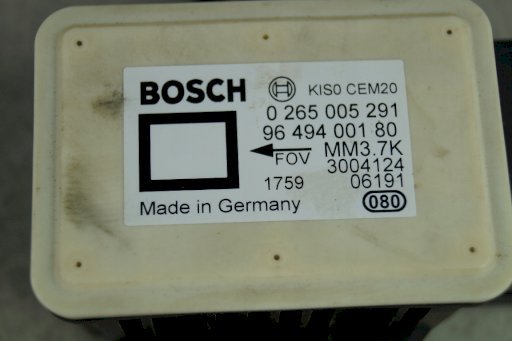 BOSCH KIS0 CEM20
0 265 005 291
96 494 001 80
FOV MM3.7K
3004124
1759 06191
Made in Germany 080